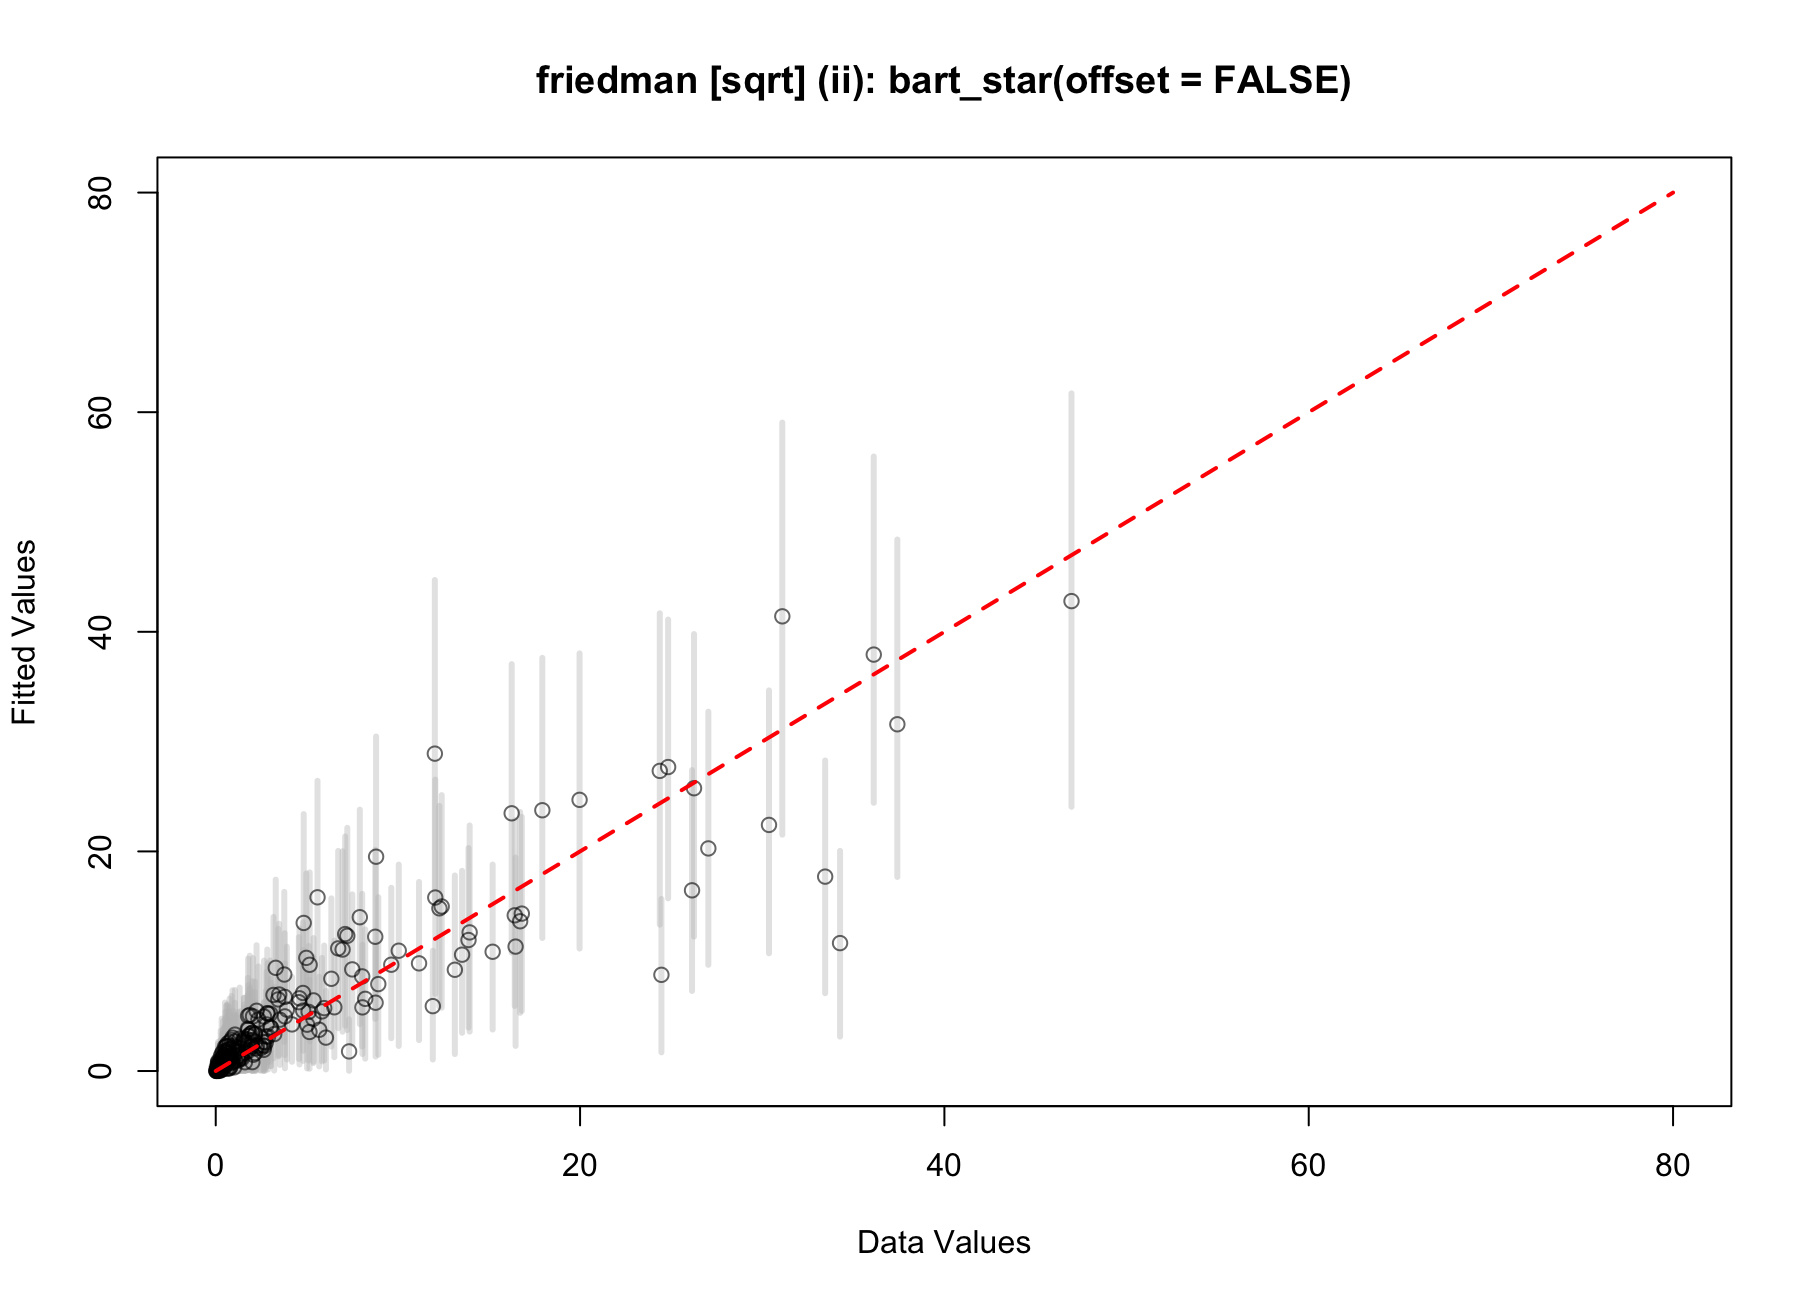 friedman [sqrt] (ii): bart_star(offset = FALSE)
80
60
40
20
0
Fitted Values
0 20 40 60 80
Data Values